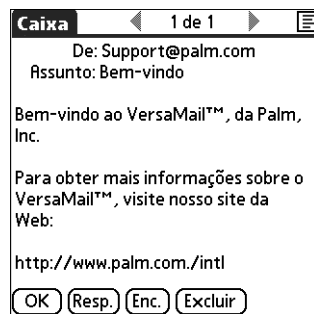 Caixa 1 de 1
De: Support@palm.com
Assunto: Bem-vindo
Bem-vindo ao VersaMail™, da Palm,
Inc.
Para obter mais informações sobre o
VersaMail™, visite nosso site da
Web:
http://www.palm.com./intl
OK Resp. Enc. Excluir